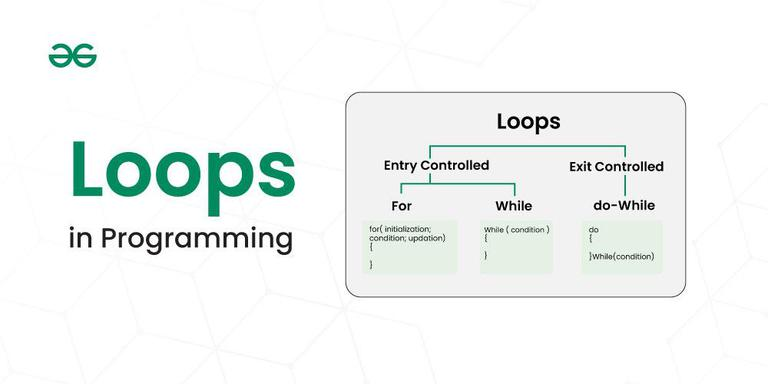 Loops
in Programming
Loops
Entry Controlled
Exit Controlled
For
While
do-While
for( initialization;
condition; updation)
{
}
While ( condition )
{
}
do
{
}While(condition)